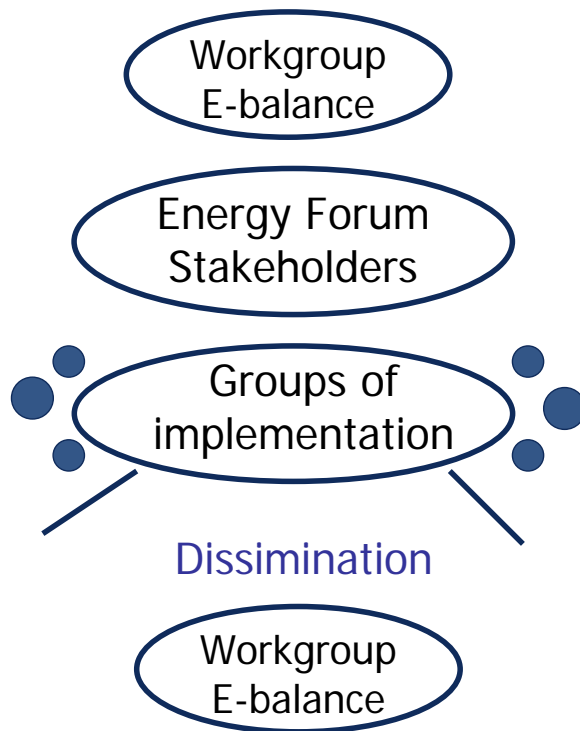 Workgroup
E-balance
Energy Forum
Stakeholders
Groups of
implementation
Dissimination
Workgroup
E-balance